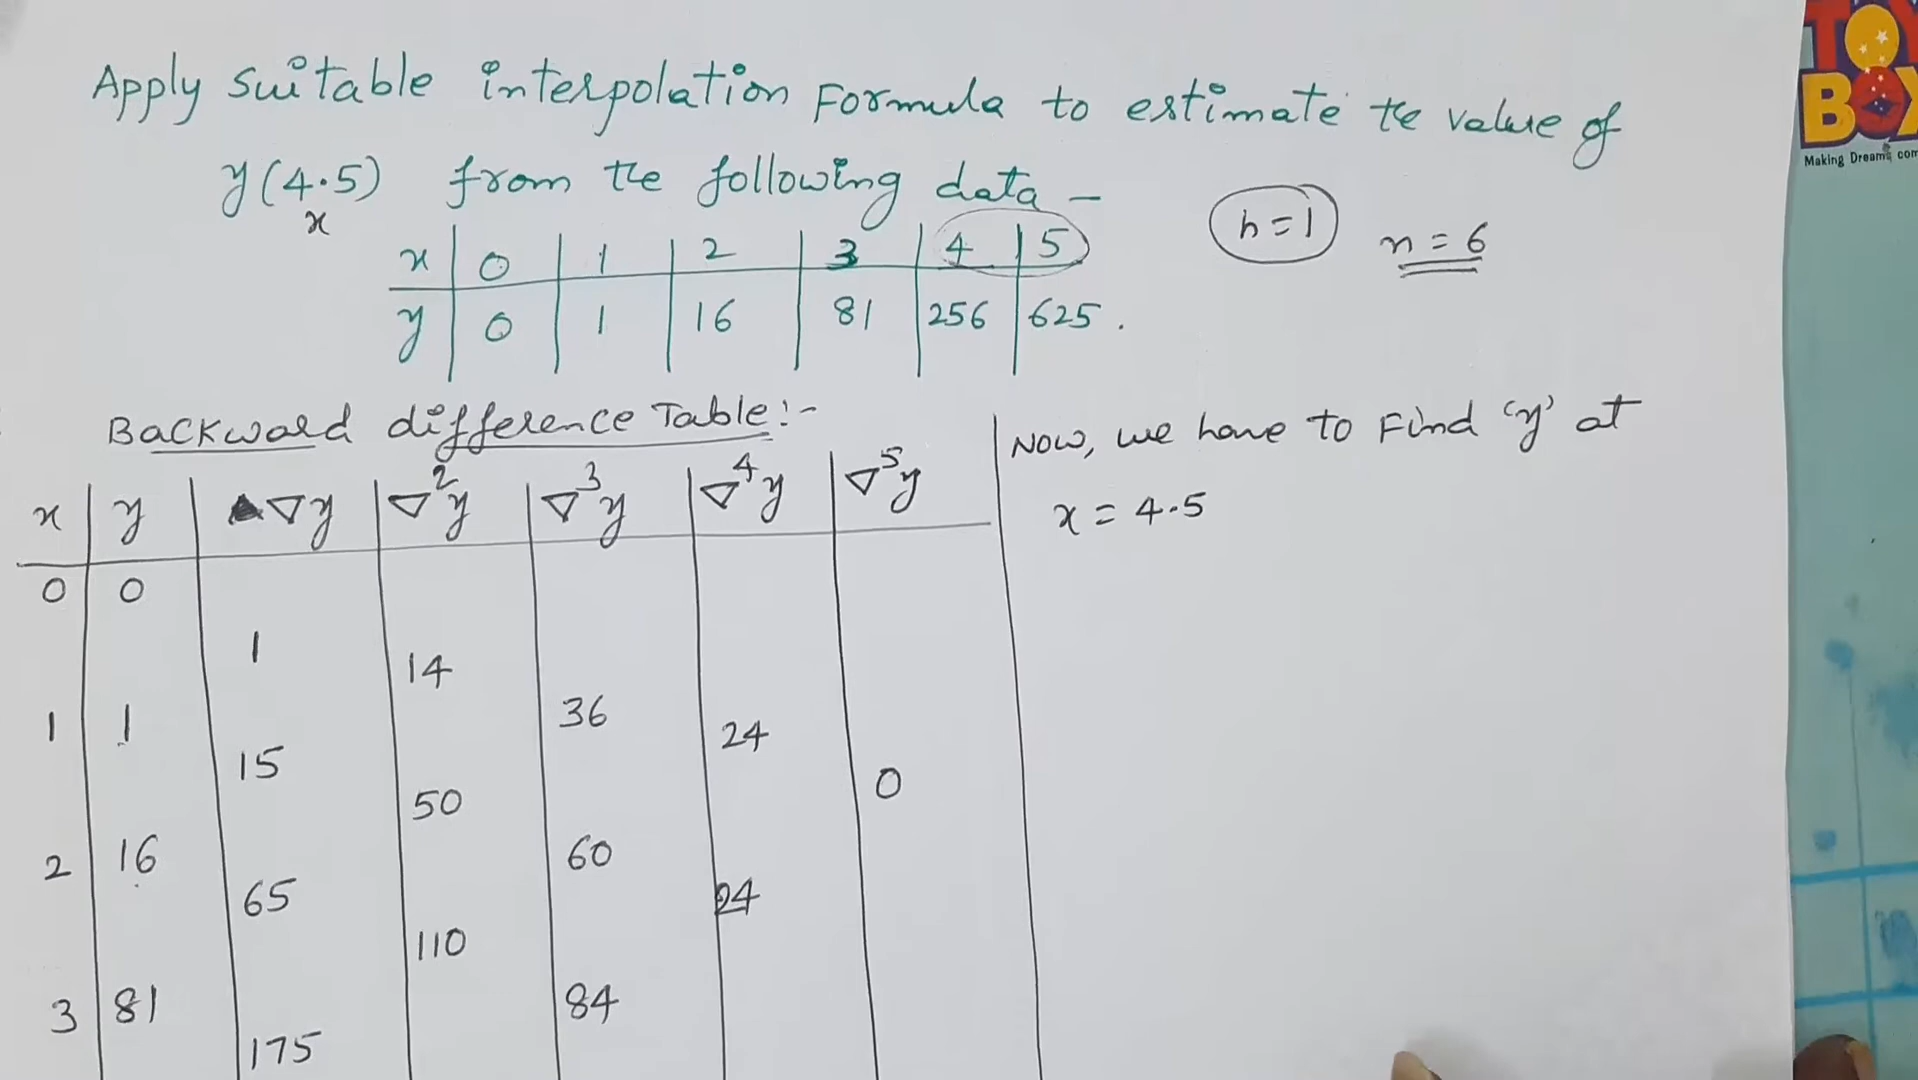 Apply suitable interpolation Formula to estimate the value of
y(4.5) from the following data -
x
h=1 n = 6
x 0 1 2 3 4 5
y 0 1 16 81 256 625 .
Backward difference Table:-
x y ∇y ∇²y ∇³y ∇⁴y ∇⁵y
0 0
1
14
1 1 36
24
15
0
50
2 16 60
65 24
110
3 81 84
175
Now, we have to Find 'y' at
x = 4.5
TOY
BOX
Making Dreams com